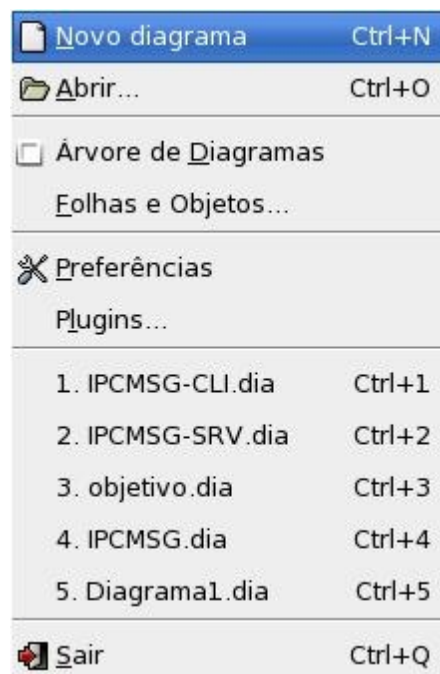 Novo diagrama Ctrl+N
Abrir... Ctrl+O
Árvore de Diagramas
Folhas e Objetos...
Preferências
Plugins...
1. IPCMSG-CLI.dia Ctrl+1
2. IPCMSG-SRV.dia Ctrl+2
3. objetivo.dia Ctrl+3
4. IPCMSG.dia Ctrl+4
5. Diagrama1.dia Ctrl+5
Sair Ctrl+Q